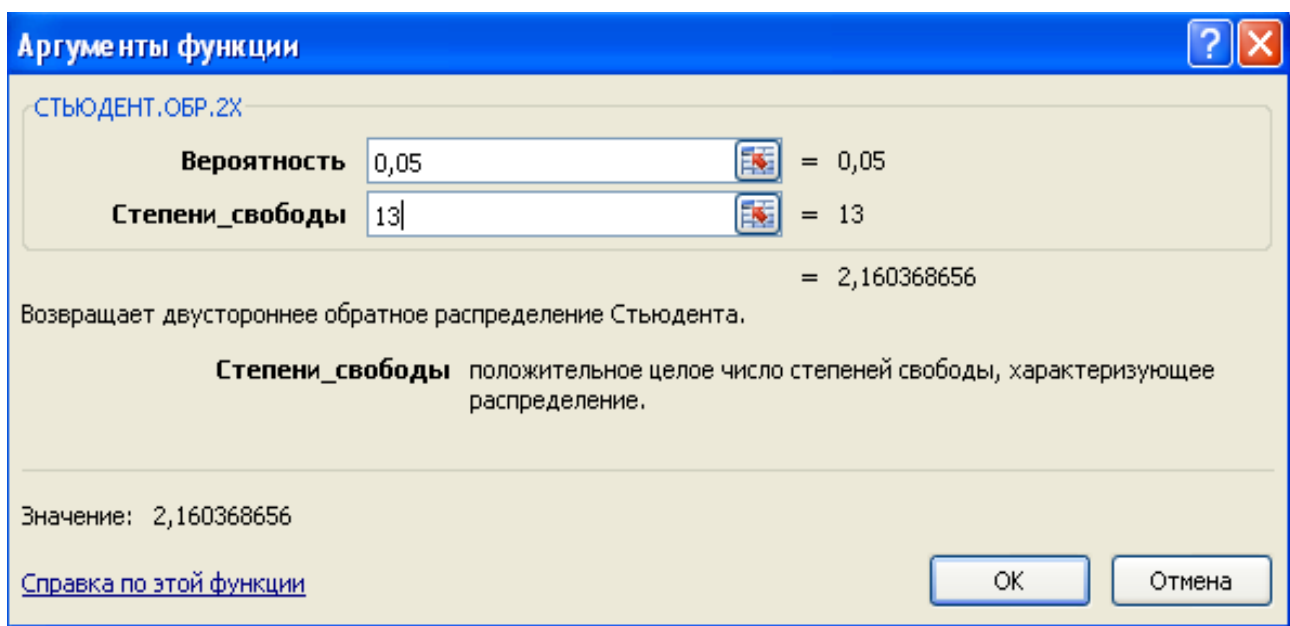 Аргументы функции
СТЬЮДЕНТ.ОБР.2Х
Вероятность 0,05 = 0,05
Степени_свободы 13 = 13
= 2,160368656
Возвращает двустороннее обратное распределение Стьюдента.
Степени_свободы положительное целое число степеней свободы, характеризующее
распределение.
Значение: 2,160368656
Справка по этой функции
ОК Отмена